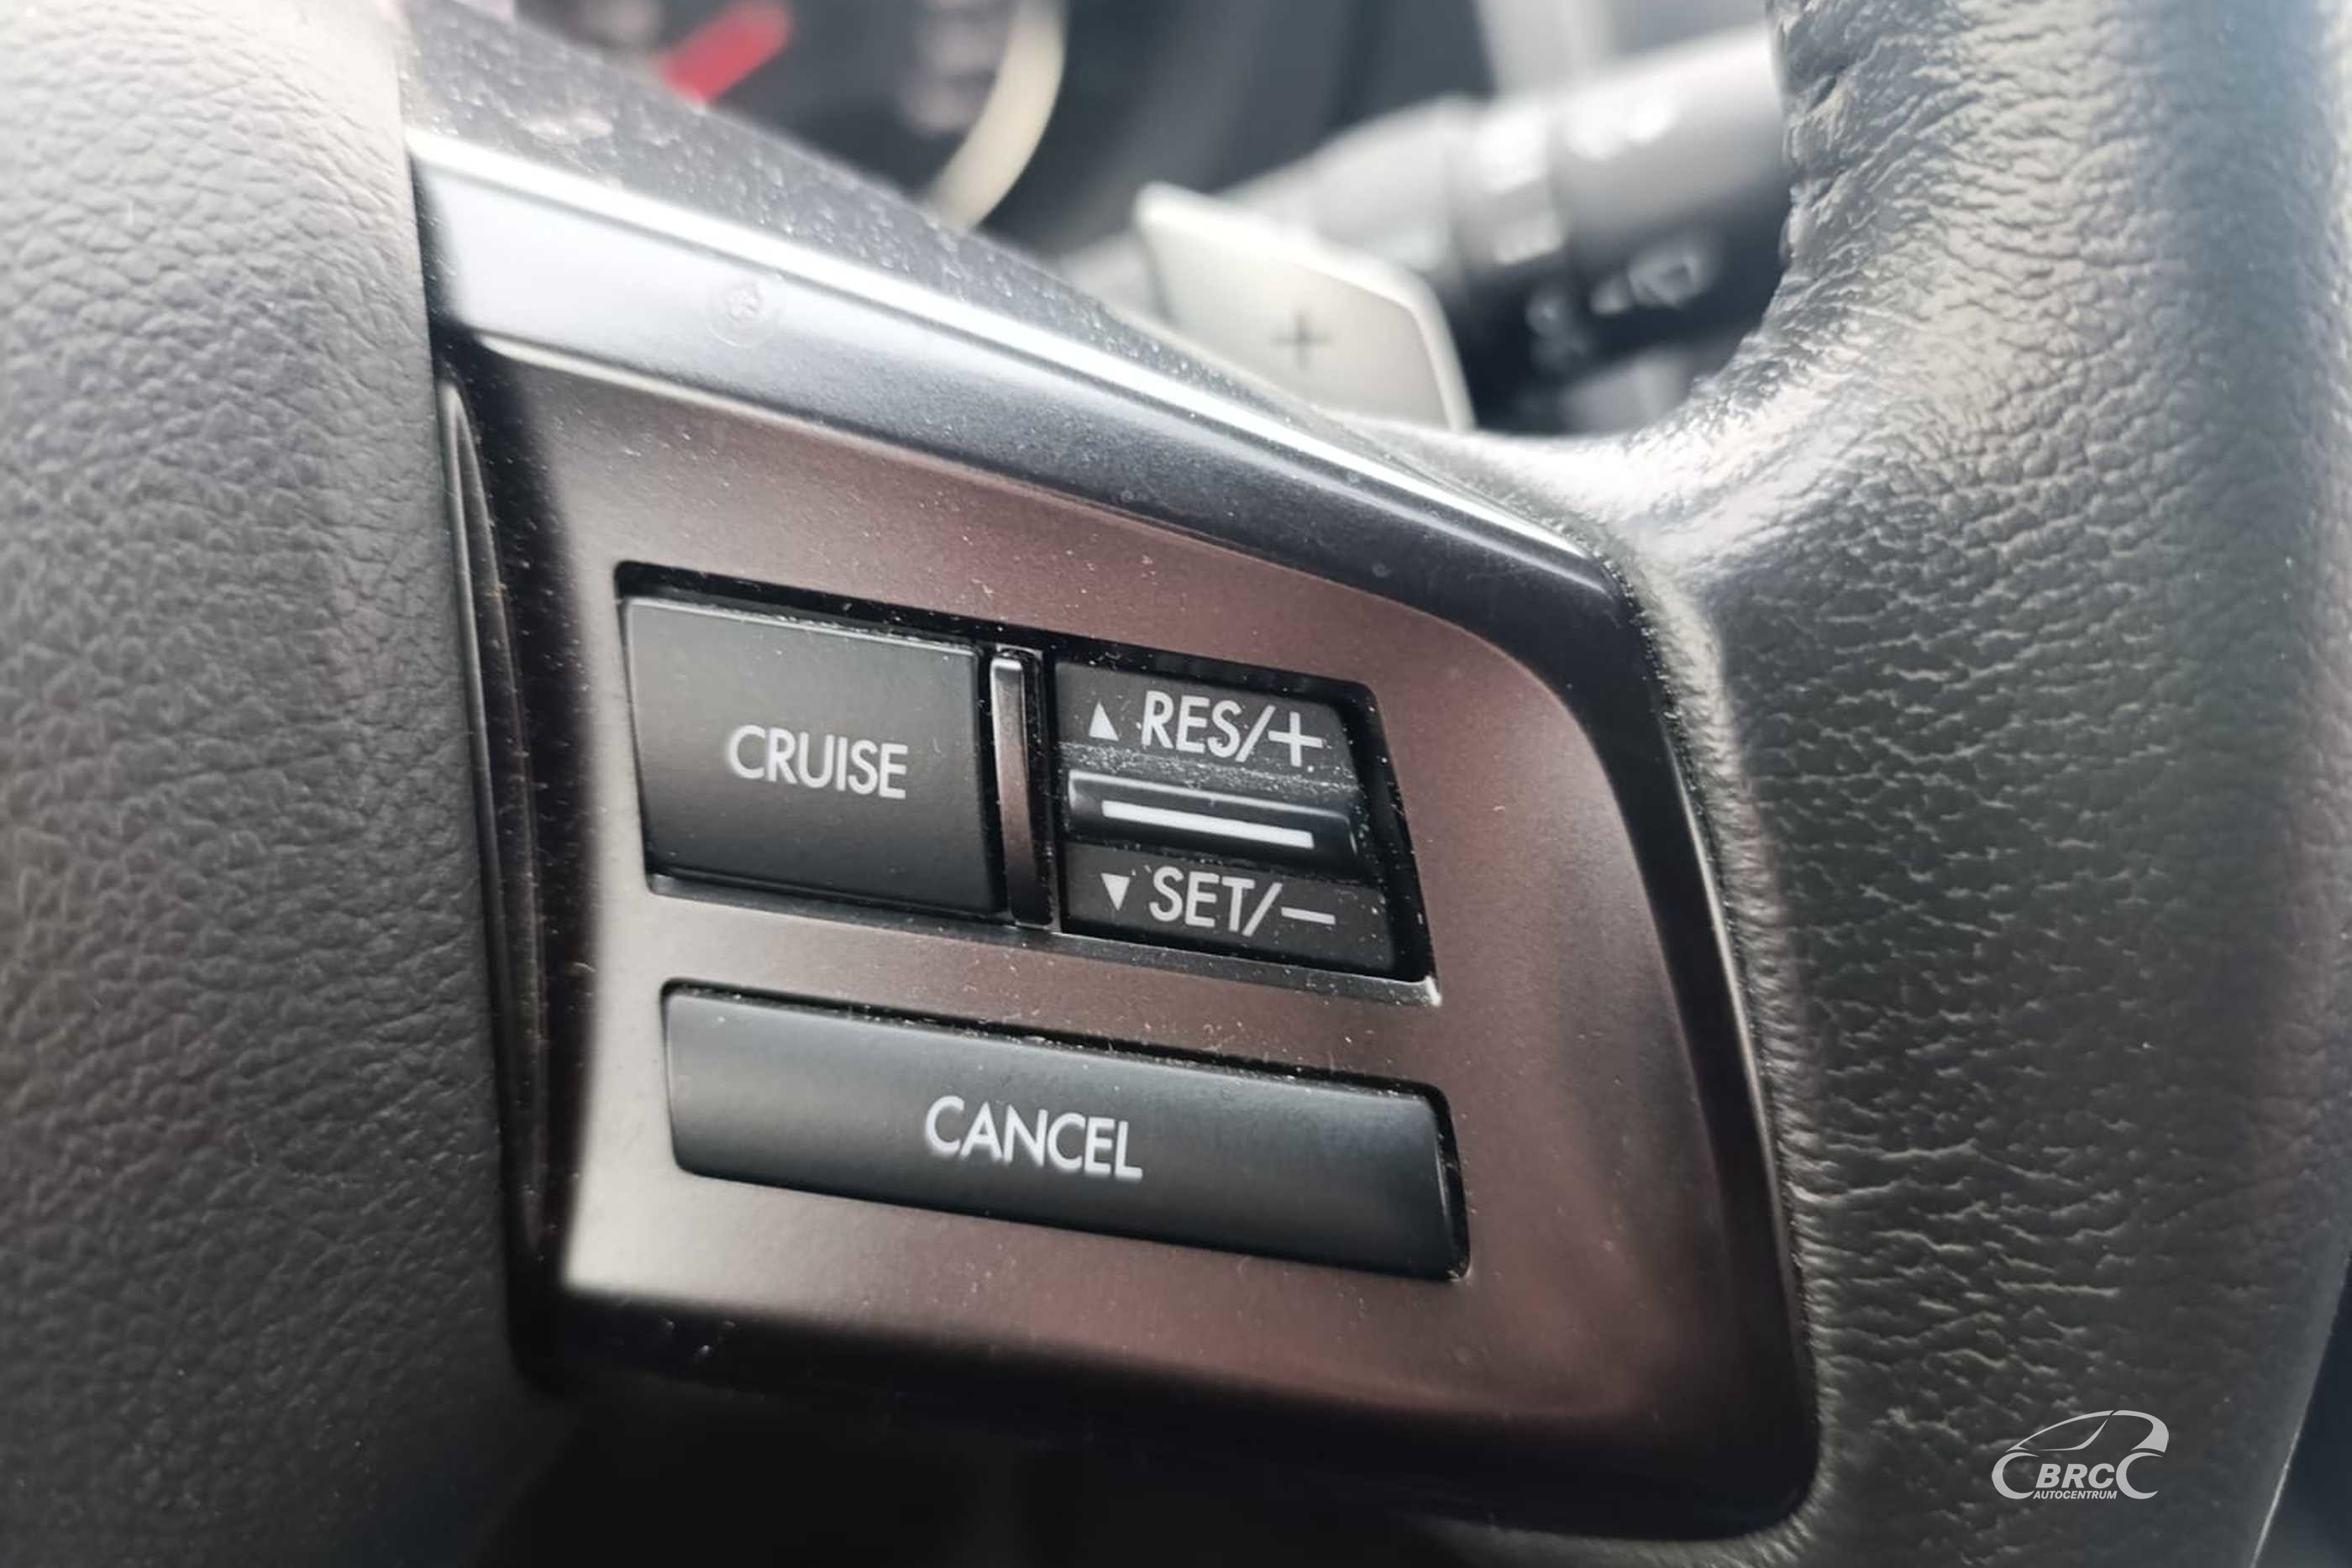 +
CRUISE
▲ RES/+
▼ SET/−
CANCEL
BRC
AUTOCENTRUM